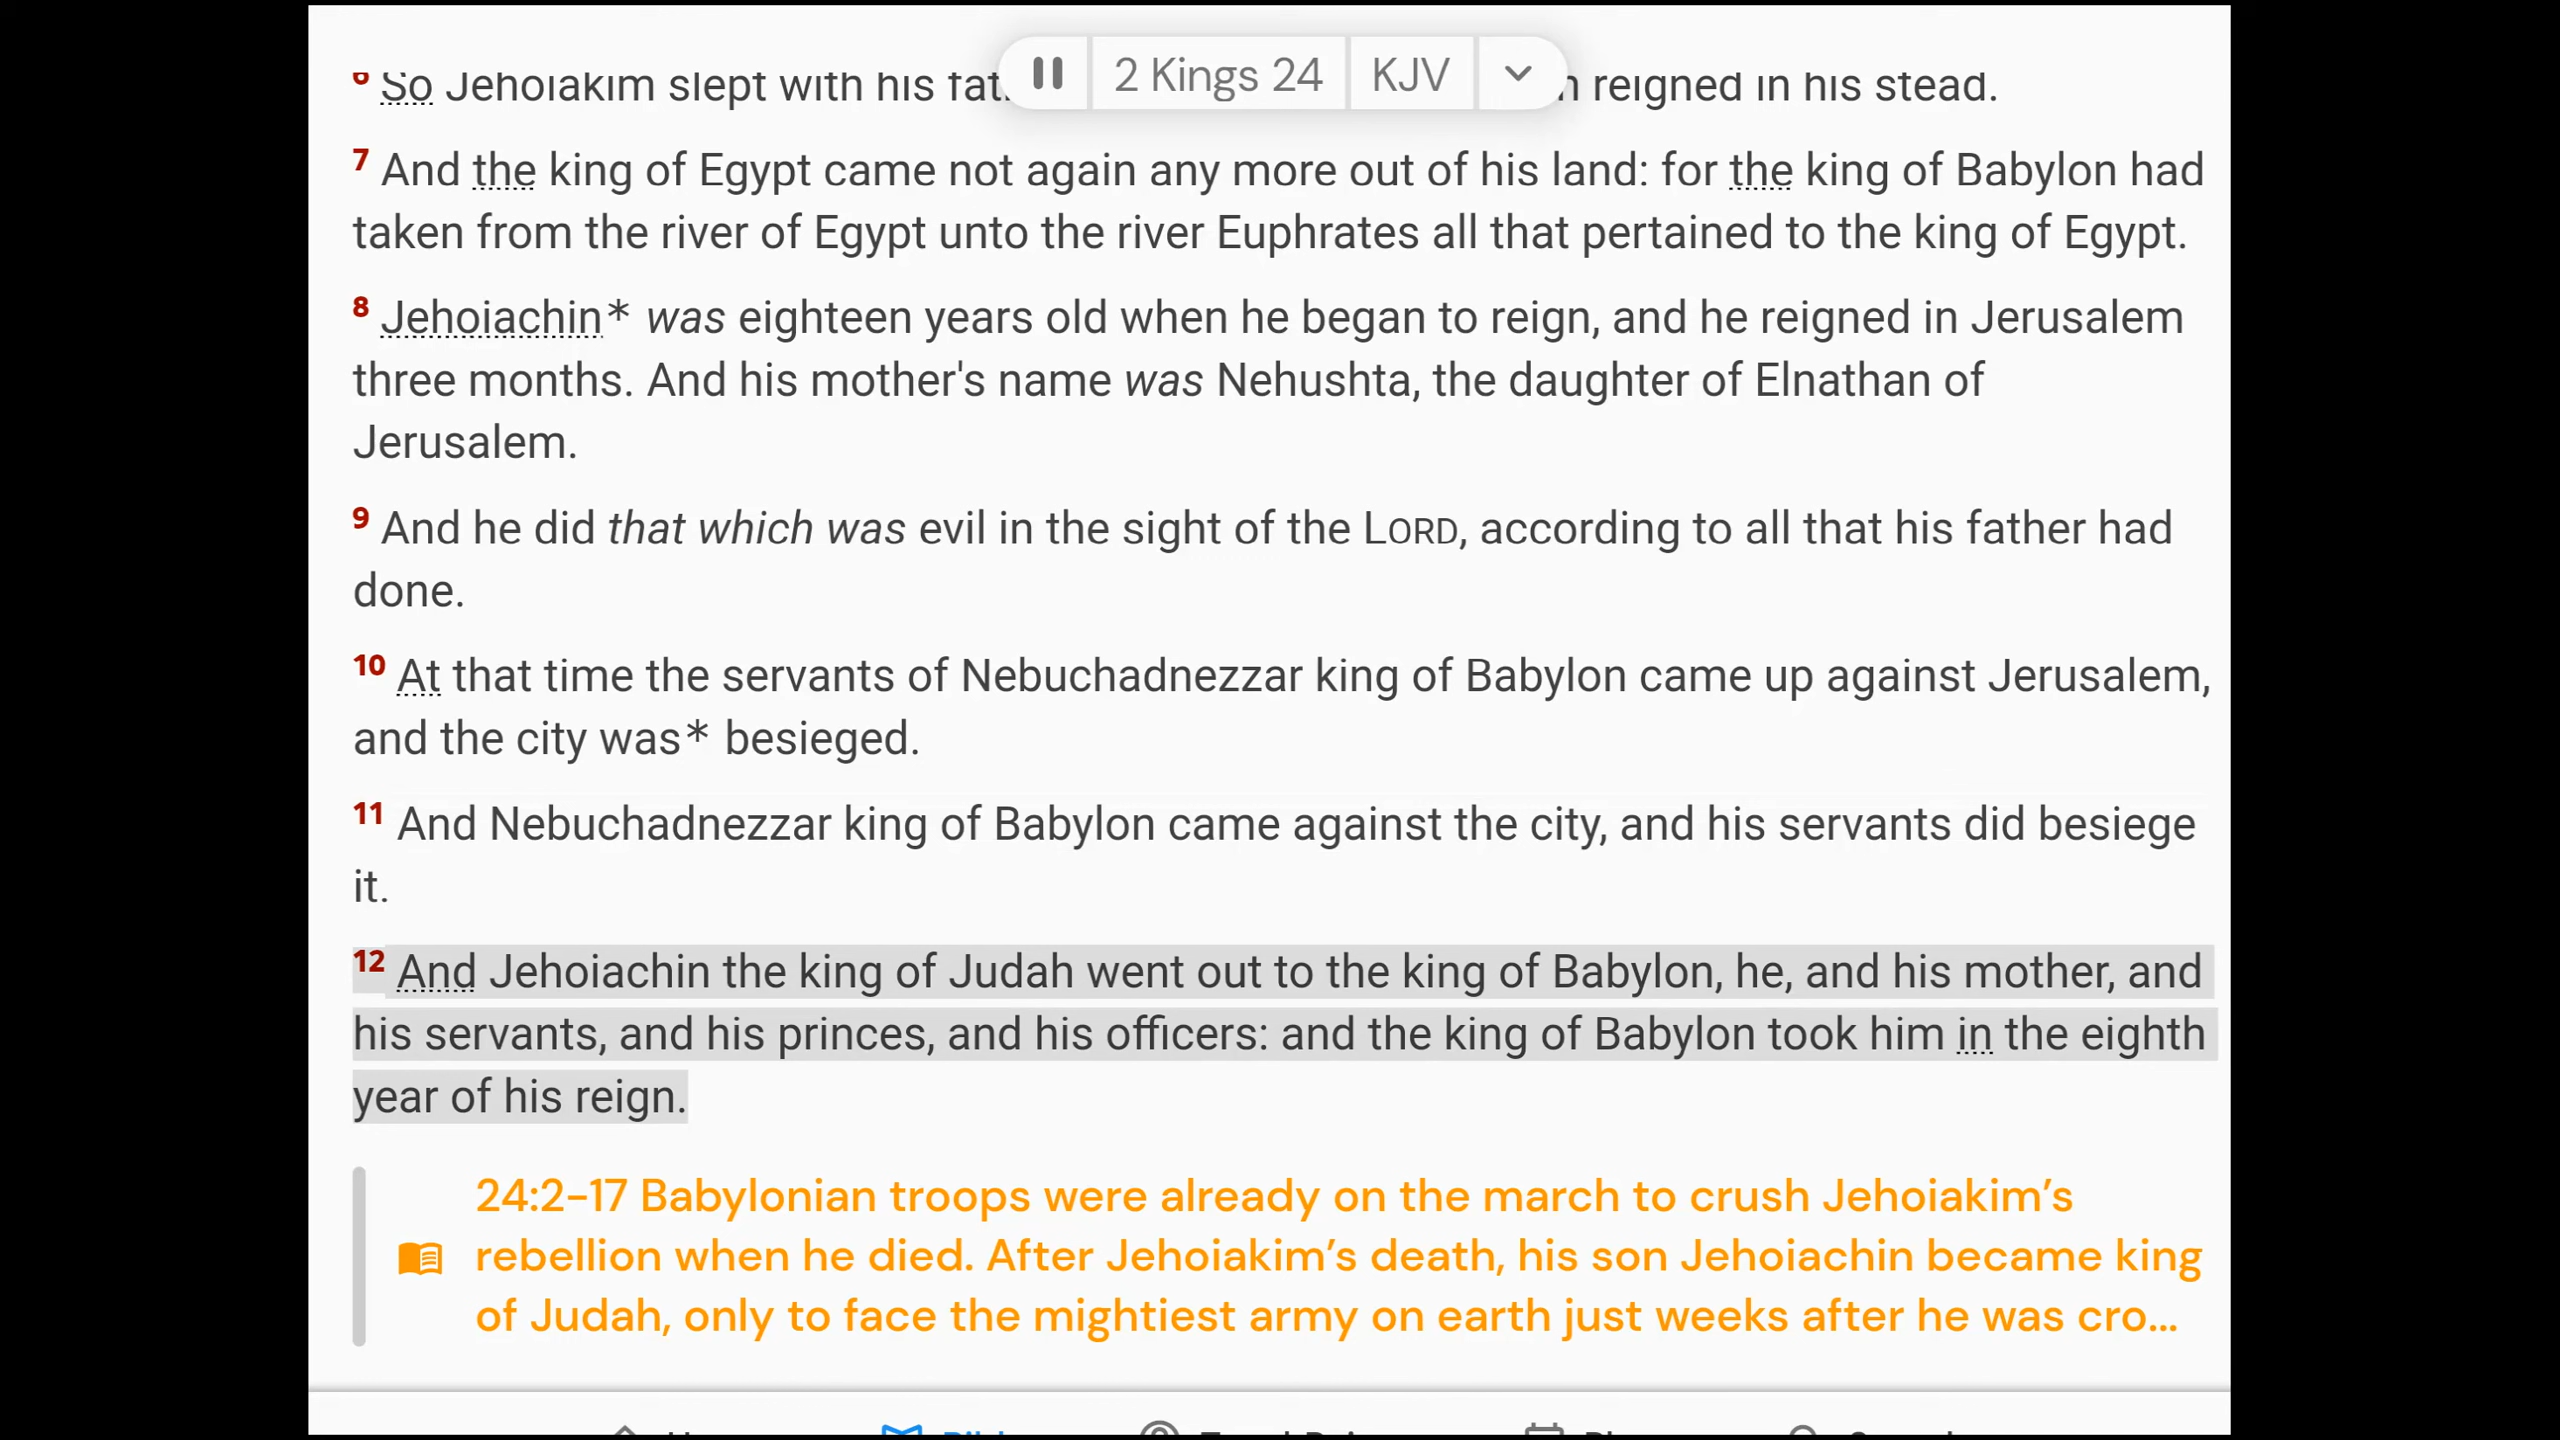 2 Kings 24 KJV
6 So Jehoiakim slept with his reigned in his stead.
7 And the king of Egypt came not again any more out of his land: for the king of Babylon had
taken from the river of Egypt unto the river Euphrates all that pertained to the king of Egypt.
8 Jehoiachin* was eighteen years old when he began to reign, and he reigned in Jerusalem
three months. And his mother's name was Nehushta, the daughter of Elnathan of
Jerusalem.
9 And he did that which was evil in the sight of the LORD, according to all that his father had
done.
10 At that time the servants of Nebuchadnezzar king of Babylon came up against Jerusalem,
and the city was* besieged.
11 And Nebuchadnezzar king of Babylon came against the city, and his servants did besiege
it.
12 And Jehoiachin the king of Judah went out to the king of Babylon, he, and his mother, and
his servants, and his princes, and his officers: and the king of Babylon took him in the eighth
year of his reign.
24:2–17 Babylonian troops were already on the march to crush Jehoiakim’s
rebellion when he died. After Jehoiakim’s death, his son Jehoiachin became king
of Judah, only to face the mightiest army on earth just weeks after he was cro...